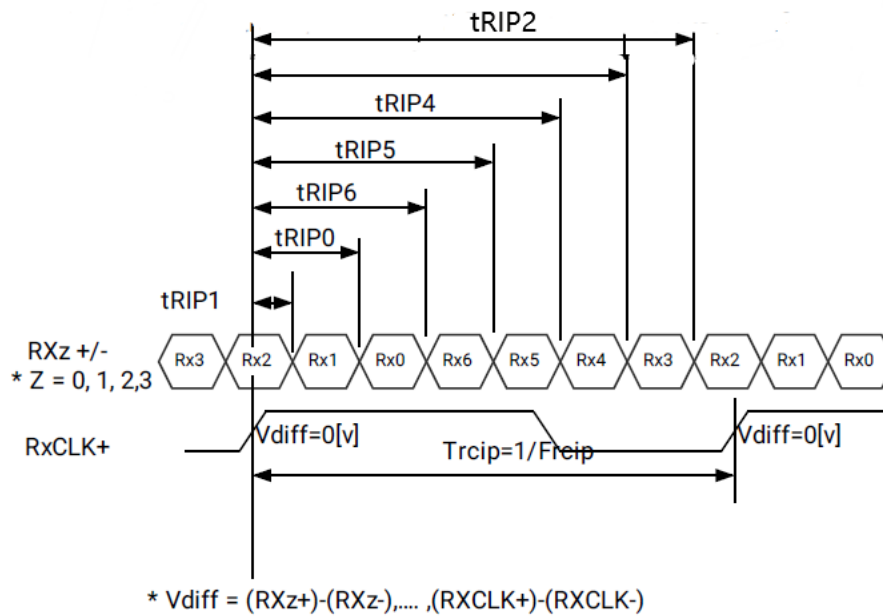 tRIP2
tRIP4
tRIP5
tRIP6
tRIP0
tRIP1
RXz +/-
* Z = 0, 1, 2,3
Rx3 Rx2 Rx1 Rx0 Rx6 Rx5 Rx4 Rx3 Rx2 Rx1 Rx0
RxCLK+
Vdiff=0[v] Vdiff=0[v]
Trcip=1/Frcip
* Vdiff = (RXz+)-(RXz-),.... ,(RXCLK+)-(RXCLK-)